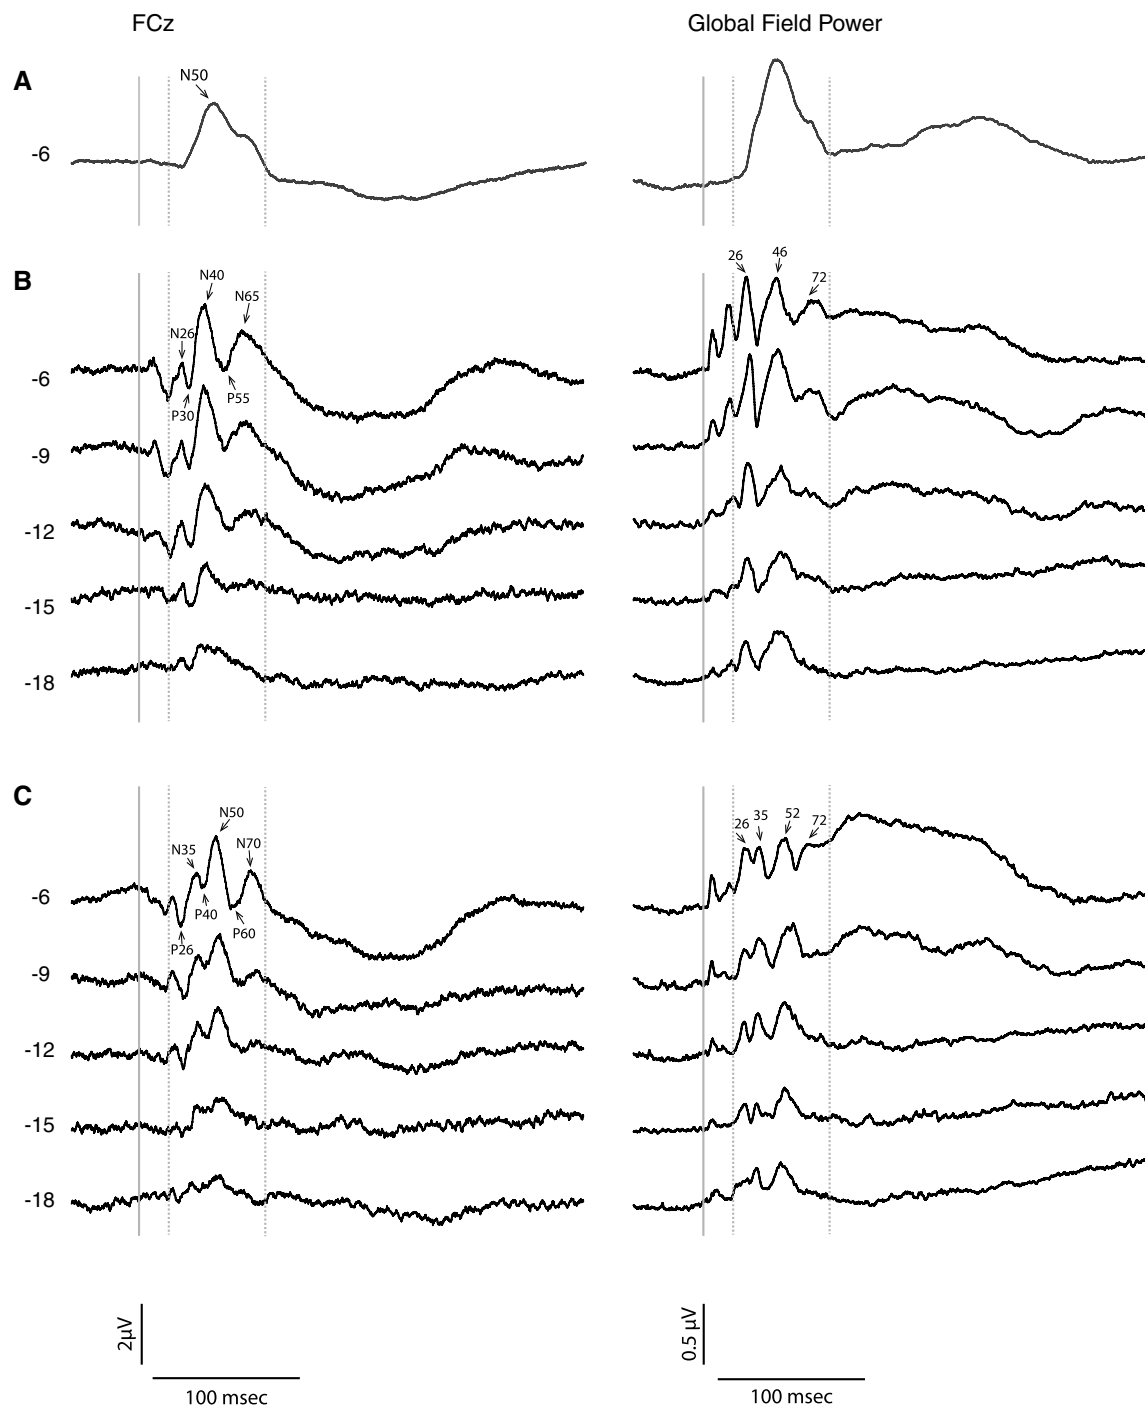 FCz
Global Field Power
A
N50
-6
B
N40
N65
N26
P30
P55
26
46
72
-6
-9
-12
-15
-18
C
N50
N35
N70
P40
P60
P26
26
35
52
72
-6
-9
-12
-15
-18
2μV
100 msec
0.5 μV
100 msec